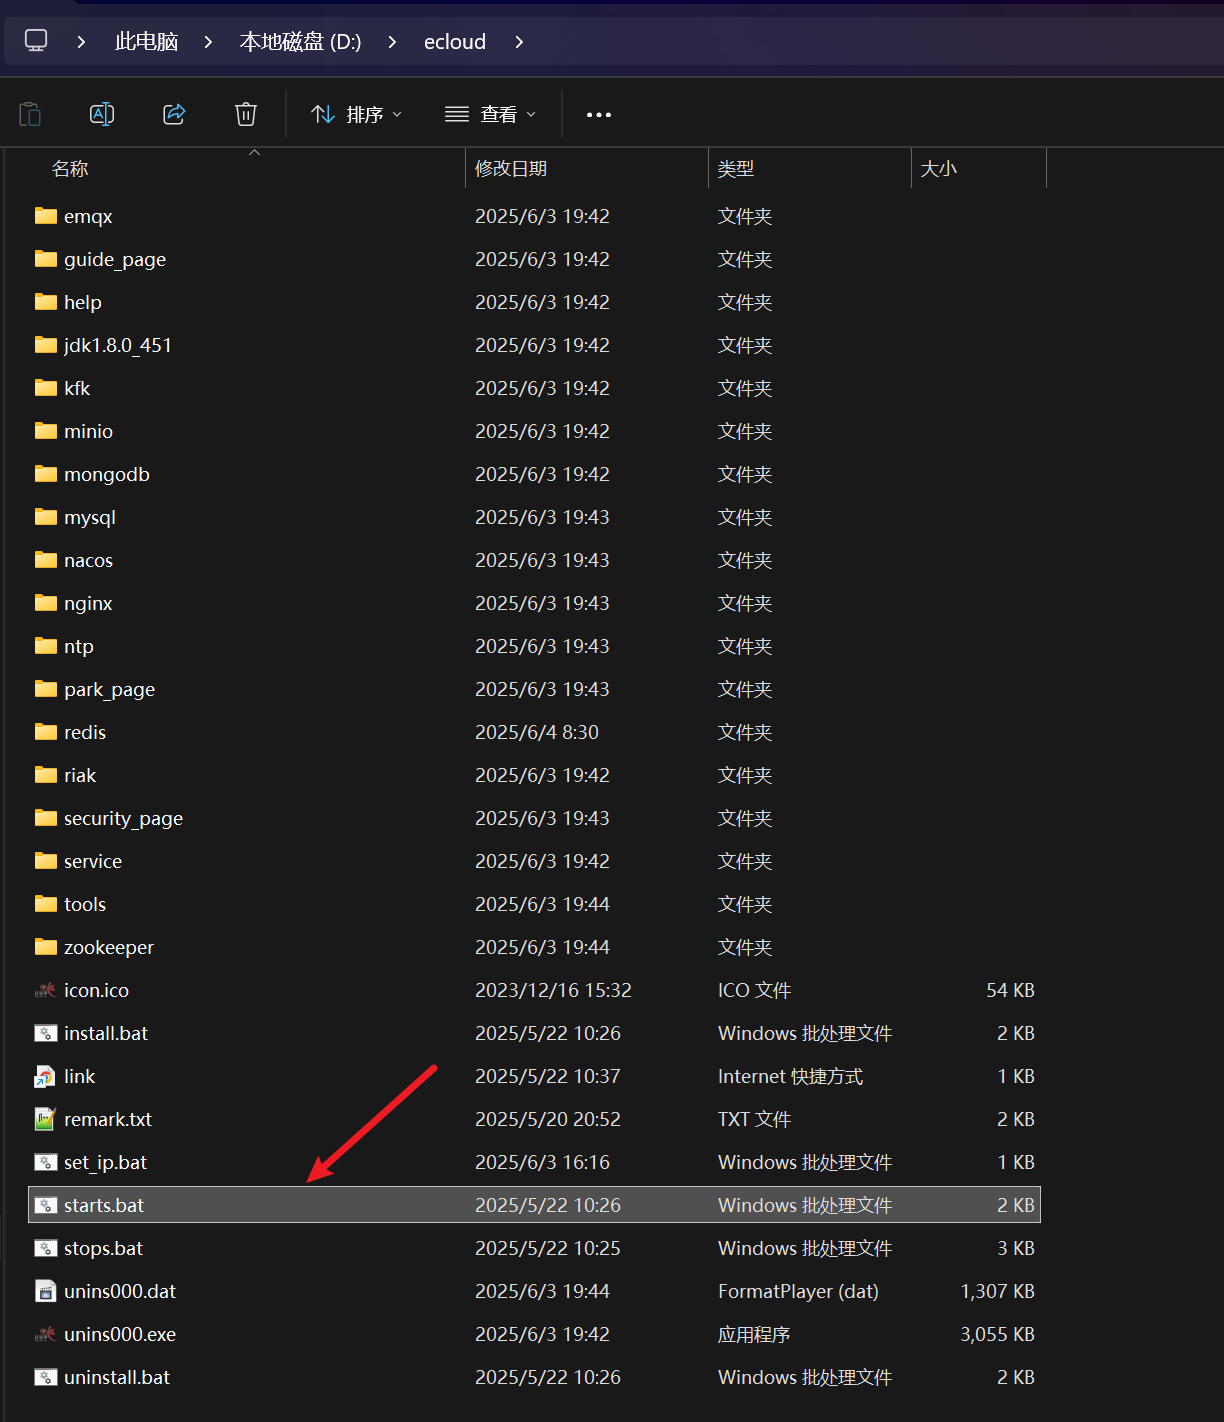 此电脑 本地磁盘 (D:) ecloud
排序 查看
名称 修改日期 类型 大小
emqx 2025/6/3 19:42 文件夹
guide_page 2025/6/3 19:42 文件夹
help 2025/6/3 19:42 文件夹
jdk1.8.0_451 2025/6/3 19:42 文件夹
kfk 2025/6/3 19:42 文件夹
minio 2025/6/3 19:42 文件夹
mongodb 2025/6/3 19:42 文件夹
mysql 2025/6/3 19:43 文件夹
nacos 2025/6/3 19:43 文件夹
nginx 2025/6/3 19:43 文件夹
ntp 2025/6/3 19:43 文件夹
park_page 2025/6/3 19:43 文件夹
redis 2025/6/4 8:30 文件夹
riak 2025/6/3 19:42 文件夹
security_page 2025/6/3 19:43 文件夹
service 2025/6/3 19:42 文件夹
tools 2025/6/3 19:44 文件夹
zookeeper 2025/6/3 19:44 文件夹
icon.ico 2023/12/16 15:32 ICO 文件 54 KB
install.bat 2025/5/22 10:26 Windows 批处理文件 2 KB
link 2025/5/22 10:37 Internet 快捷方式 1 KB
remark.txt 2025/5/20 20:52 TXT 文件 2 KB
set_ip.bat 2025/6/3 16:16 Windows 批处理文件 1 KB
starts.bat 2025/5/22 10:26 Windows 批处理文件 2 KB
stops.bat 2025/5/22 10:25 Windows 批处理文件 3 KB
unins000.dat 2025/6/3 19:44 FormatPlayer (dat) 1,307 KB
unins000.exe 2025/6/3 19:42 应用程序 3,055 KB
uninstall.bat 2025/5/22 10:26 Windows 批处理文件 2 KB